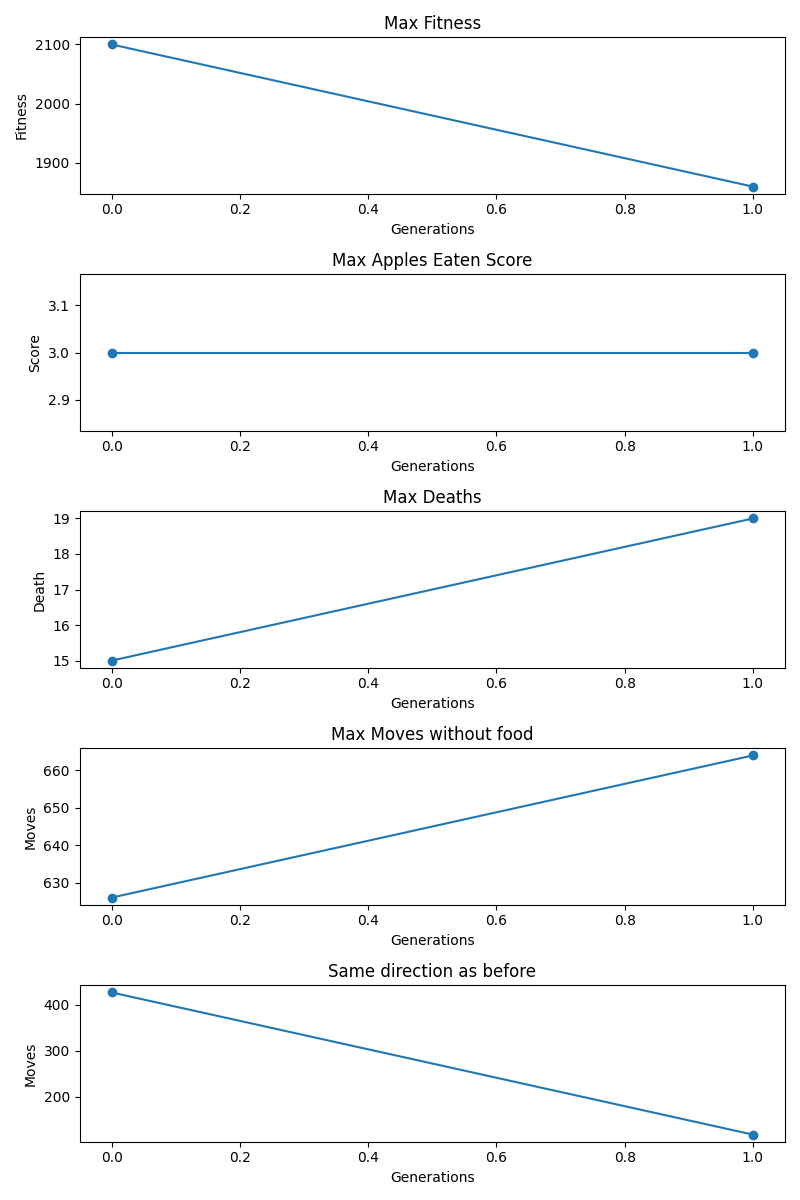 Max Fitness
2100
2000
1900
Fitness
0.0 0.2 0.4 0.6 0.8 1.0
Generations
Max Apples Eaten Score
3.1
3.0
2.9
Score
0.0 0.2 0.4 0.6 0.8 1.0
Generations
Max Deaths
19
18
17
16
15
Death
0.0 0.2 0.4 0.6 0.8 1.0
Generations
Max Moves without food
660
650
640
630
Moves
0.0 0.2 0.4 0.6 0.8 1.0
Generations
Same direction as before
400
300
200
Moves
0.0 0.2 0.4 0.6 0.8 1.0
Generations